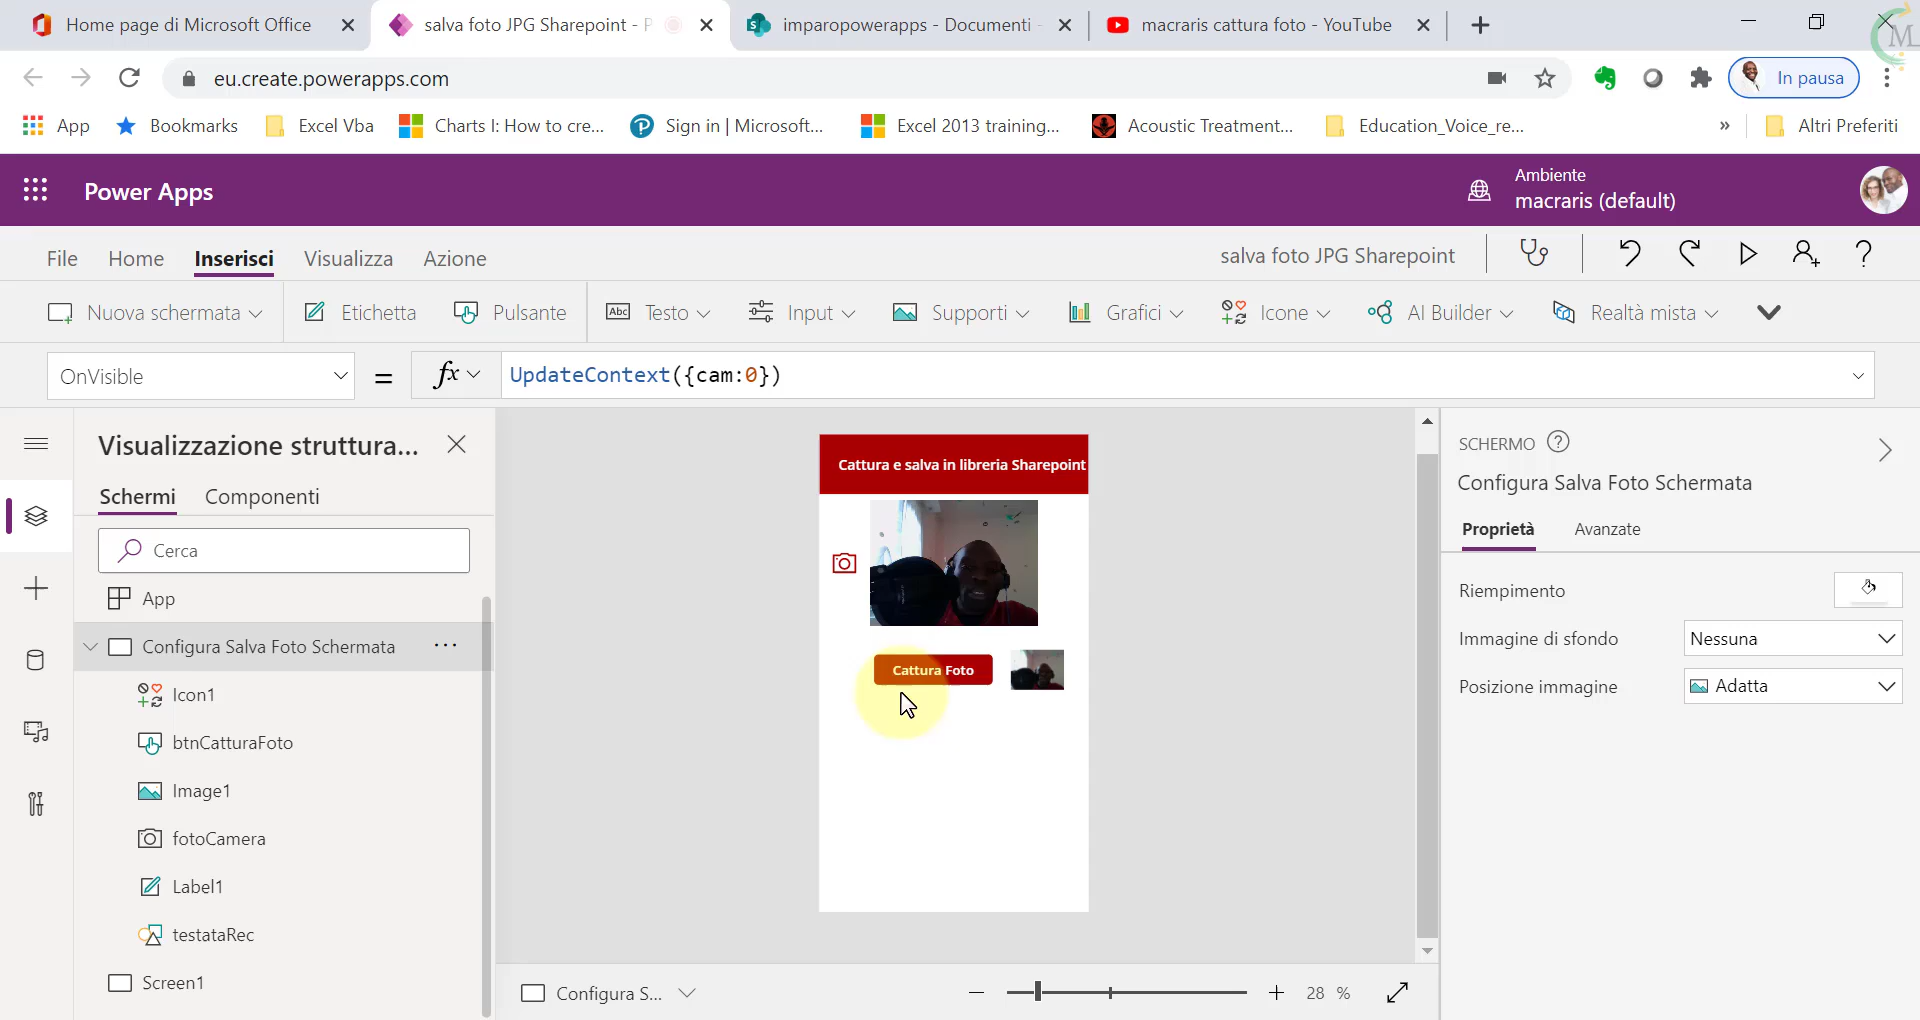 Home page di Microsoft Office
salva foto JPG Sharepoint - P
imparopowerapps - Documenti -
macraris cattura foto - YouTube
M
eu.create.powerapps.com
In pausa
App
Bookmarks
Excel Vba
Charts I: How to cre...
Sign in | Microsoft...
Excel 2013 training...
Acoustic Treatment...
Education_Voice_re...
»
Altri Preferiti
Power Apps
Ambiente
macraris (default)
File
Home
Inserisci
Visualizza
Azione
salva foto JPG Sharepoint
?
Nuova schermata
Etichetta
Pulsante
Abc
Testo
Input
Supporti
Grafici
Icone
AI Builder
Realtà mista
OnVisible
=
fx
UpdateContext({cam:0})
Visualizzazione struttura...
Schermi
Componenti
Cerca
App
Configura Salva Foto Schermata
...
Icon1
btnCatturaFoto
Image1
fotoCamera
Label1
testataRec
Screen1
Cattura e salva in libreria Sharepoint
Cattura Foto
Configura S...
28 %
SCHERMO ?
Configura Salva Foto Schermata
Proprietà
Avanzate
Riempimento
Immagine di sfondo
Nessuna
Posizione immagine
Adatta